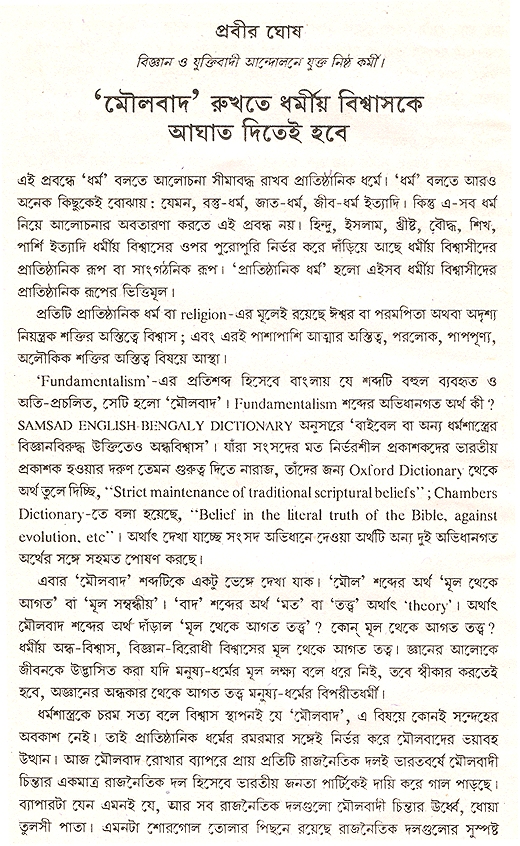 প্রবীর ঘোষ
বিজ্ঞান ও যুক্তিবাদী আন্দোলনে যুক্ত নিষ্ঠ কর্মী।
‘মৌলবাদ’ রুখতে ধর্মীয় বিশ্বাসকে
আঘাত দিতেই হবে
এই প্রবন্ধে ‘ধর্ম’ বলতে আলোচনা সীমাবদ্ধ রাখব প্রাতিষ্ঠানিক ধর্মে। ‘ধর্ম’ বলতে আরও
অনেক কিছুকেই বোঝায় : যেমন, বস্তু-ধর্ম, জাত-ধর্ম, জীব-ধর্ম ইত্যাদি। কিন্তু এ-সব ধর্ম
নিয়ে আলোচনার অবতারণা করতে এই প্রবন্ধ নয়। হিন্দু, ইসলাম, খ্রীষ্ট, বৌদ্ধ, শিখ,
পার্শি ইত্যাদি ধর্মীয় বিশ্বাসের ওপর পুরোপুরি নির্ভর করে দাঁড়িয়ে আছে ধর্মীয় বিশ্বাসীদের
প্রাতিষ্ঠানিক রূপ বা সাংগঠনিক রূপ। ‘প্রাতিষ্ঠানিক ধর্ম’ হলো এইসব ধর্মীয় বিশ্বাসীদের
প্রাতিষ্ঠানিক রূপের ভিত্তিমূল।
প্রতিটি প্রাতিষ্ঠানিক ধর্ম বা religion-এর মূলেই রয়েছে ঈশ্বর বা পরমপিতা অথবা অদৃশ্য
নিয়ন্ত্রক শক্তির অস্তিত্বে বিশ্বাস ; এবং এরই পাশাপাশি আত্মার অস্তিত্ব, পরলোক, পাপপূণ্য,
অলৌকিক শক্তির অস্তিত্ব বিষয়ে আস্থা।
‘Fundamentalism’-এর প্রতিশব্দ হিসেবে বাংলায় যে শব্দটি বহুল ব্যবহৃত ও
অতি-প্রচলিত, সেটি হলো ‘মৌলবাদ’। Fundamentalism শব্দের অভিধানগত অর্থ কী ?
SAMSAD ENGLISH-BENGALY DICTIONARY অনুসারে ‘বাইবেল বা অন্য ধর্মশাস্ত্রের
বিজ্ঞানবিরুদ্ধ উক্তিতেও অন্ধবিশ্বাস’। যাঁরা সংসদের মত নির্ভরশীল প্রকাশকদের ভারতীয়
প্রকাশক হওয়ার দরুণ তেমন গুরুত্ব দিতে নারাজ, তাঁদের জন্য Oxford Dictionary থেকে
অর্থ তুলে দিচ্ছি, “Strict maintenance of traditional scriptural beliefs” ; Chambers
Dictionary-তে বলা হয়েছে, “Belief in the literal truth of the Bible, against
evolution, etc”। অর্থাৎ দেখা যাচ্ছে সংসদ অভিধানে দেওয়া অর্থটি অন্য দুই অভিধানগত
অর্থের সঙ্গে সহমত পোষণ করছে।
এবার ‘মৌলবাদ’ শব্দটিকে একটু ভেঙ্গে দেখা যাক। ‘মৌল’ শব্দের অর্থ ‘মূল থেকে
আগত’ বা ‘মূল সম্বন্ধীয়’। ‘বাদ’ শব্দের অর্থ ‘মত’ বা ‘তত্ত্ব’ অর্থাৎ ‘theory’। অর্থাৎ
মৌলবাদ শব্দের অর্থ দাঁড়াল ‘মূল থেকে আগত তত্ত্ব’ ? কোন্ মূল থেকে আগত তত্ত্ব ?
ধর্মীয় অন্ধ-বিশ্বাস, বিজ্ঞান-বিরোধী বিশ্বাসের মূল থেকে আগত তত্ব। জ্ঞানের আলোকে
জীবনকে উদ্ভাসিত করা যদি মনুষ্য-ধর্মের মূল লক্ষ্য বলে ধরে নিই, তবে স্বীকার করতেই
হবে, অজ্ঞানের অন্ধকার থেকে আগত তত্ত্ব মনুষ্য-ধর্মের বিপরীতধর্মী।
ধর্মশাস্ত্রকে চরম সত্য বলে বিশ্বাস স্থাপনই যে ‘মৌলবাদ’, এ বিষয়ে কোনই সন্দেহের
অবকাশ নেই। তাই প্রাতিষ্ঠানিক ধর্মের রমরমার সঙ্গেই নির্ভর করে মৌলবাদের ভয়াবহ
উত্থান। আজ মৌলবাদ রোখার ব্যাপারে প্রায় প্রতিটি রাজনৈতিক দলই ভারতবর্ষে মৌলবাদী
চিন্তার একমাত্র রাজনৈতিক দল হিসেবে ভারতীয় জনতা পার্টিকেই দায়ি করে গাল পাড়ছে।
ব্যাপারটা যেন এমনই যে, আর সব রাজনৈতিক দলগুলো মৌলবাদী চিন্তার ঊর্ধ্বে, ধোয়া
তুলসী পাতা। এমনটা শোরগোল তোলার পিছনে রয়েছে রাজনৈতিক দলগুলোর সুস্পষ্ট